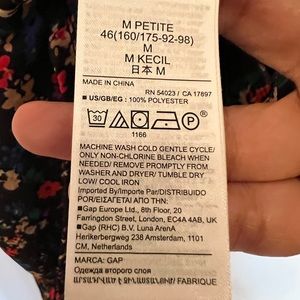 M PETITE
46(160/175-92-98)
M
M KECIL
日本 M
MADE IN CHINA
RN 54023 / CA 17897
■ US/GB/EG : 100% POLYESTER
30
P
1166
MACHINE WASH COLD GENTLE CYCLE/
ONLY NON-CHLORINE BLEACH WHEN
NEEDED/ REMOVE PROMPTLY FROM
WASHER AND DRYER/ TUMBLE DRY
LOW/ COOL IRON
Imported By/Importe Par/DISTRIBUIDO
POR/ΕΙΣΑΓΕΤΑΙ ΑΠΟ ΤΗΝ:
■Gap Europe Ltd., 8th Floor, 20
Farringdon Street, London, EC4A 4AB, UK
■Gap (RHC) B.V. Luna ArenA
Herikerbergweg 238 Amsterdam, 1101
CM, Netherlands
MARCA: GAP
Одежда второго слоя
/ FABRIQUE